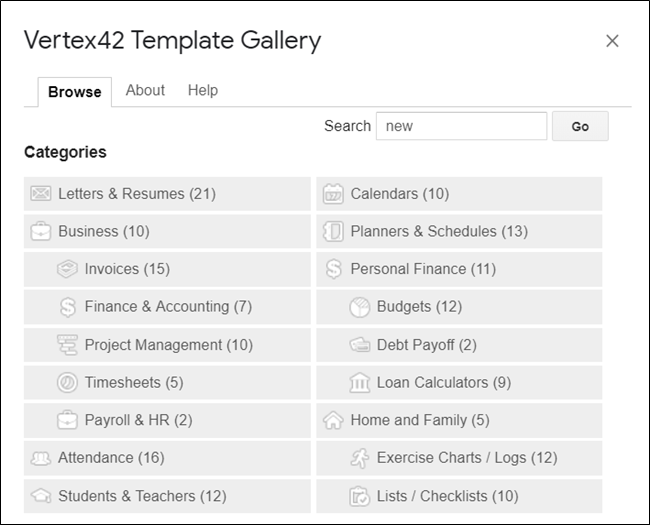 Vertex42 Template Gallery
Browse About Help
Search new Go
Categories
Letters & Resumes (21)
Business (10)
Invoices (15)
Finance & Accounting (7)
Project Management (10)
Timesheets (5)
Payroll & HR (2)
Attendance (16)
Students & Teachers (12)
Calendars (10)
Planners & Schedules (13)
Personal Finance (11)
Budgets (12)
Debt Payoff (2)
Loan Calculators (9)
Home and Family (5)
Exercise Charts / Logs (12)
Lists / Checklists (10)